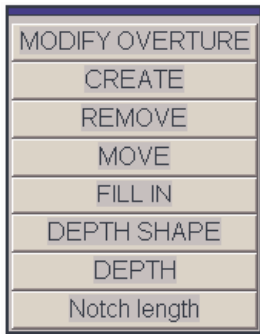 MODIFY OVERTURE
CREATE
REMOVE
MOVE
FILL IN
DEPTH SHAPE
DEPTH
Notch length